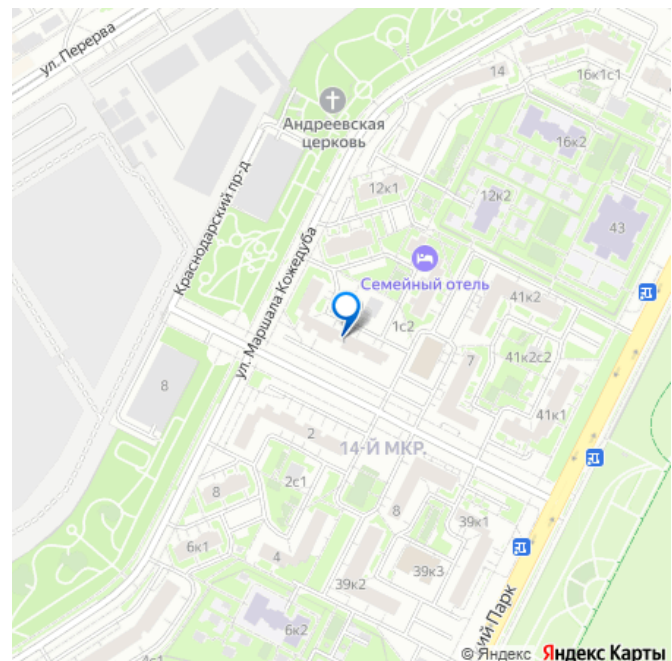 ул. Перерва
14
16к1с1
Андреевская
церковь
16к2
Краснодарский пр-д
12к1
12к2
43
ул. Маршала Кожедуба
Семейный отель
41к2
1с2
7
41к2с2
8
41к1
2
14-Й МКР.
2с1
8
8
39к1
6к1
4
39к3
39к2
ий Парк
6к2
4с1
© Яндекс Яндекс Карты